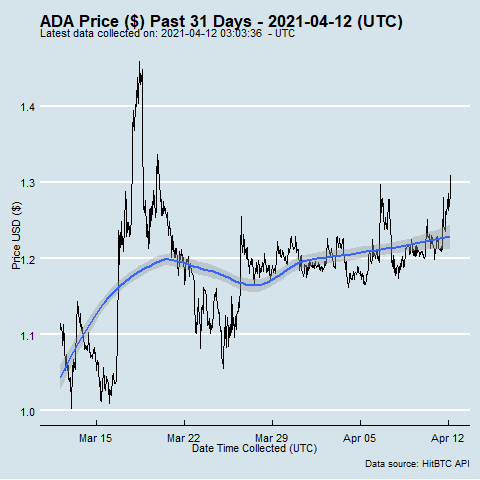 ADA Price ($) Past 31 Days - 2021-04-12 (UTC)
Latest data collected on: 2021-04-12 03:03:36 - UTC
Price USD ($)
1.4
1.3
1.2
1.1
1.0
Mar 15 Mar 22 Mar 29 Apr 05 Apr 12
Date Time Collected (UTC)
Data source: HitBTC API